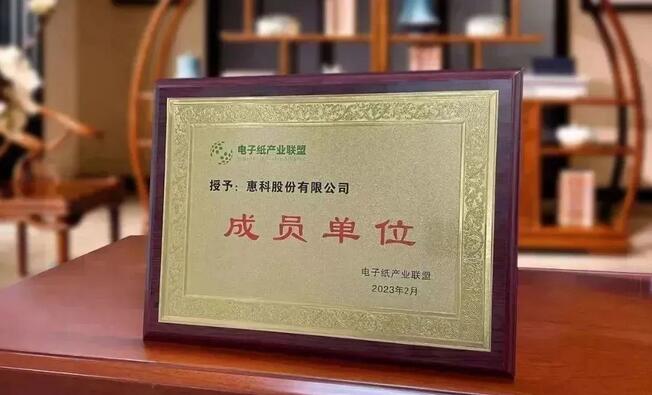 电子纸产业联盟
授予：惠科股份有限公司
成员单位
电子纸产业联盟
2023年2月